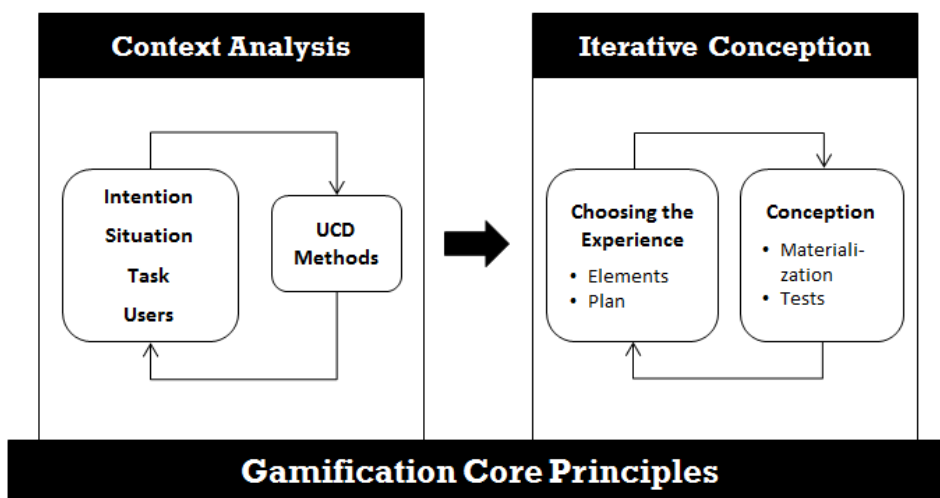 Context Analysis
Intention
Situation
Task
Users
UCD
Methods
Iterative Conception
Choosing the
Experience
• Elements
• Plan
Conception
• Materiali-
zation
• Tests
Gamification Core Principles